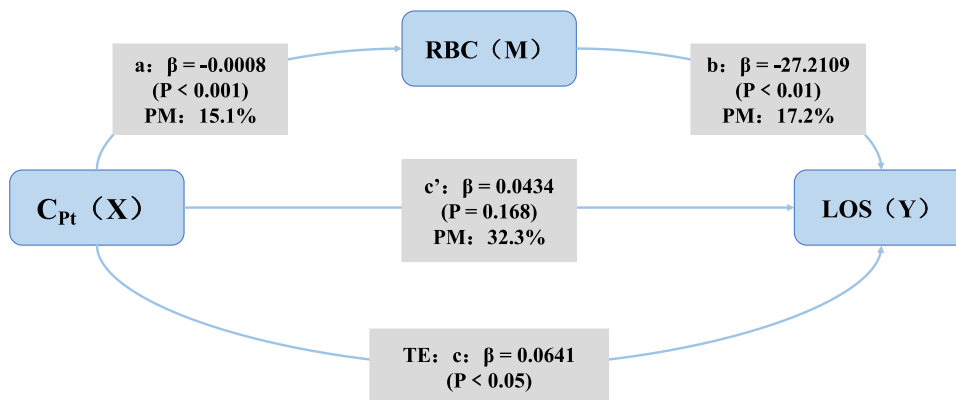 RBC（M）
a： β = -0.0008
(P < 0.001)
PM：15.1%
b： β = -27.2109
(P < 0.01)
PM：17.2%
C_Pt（X）
c’： β = 0.0434
(P = 0.168)
PM：32.3%
LOS（Y）
TE： c： β = 0.0641
(P < 0.05)